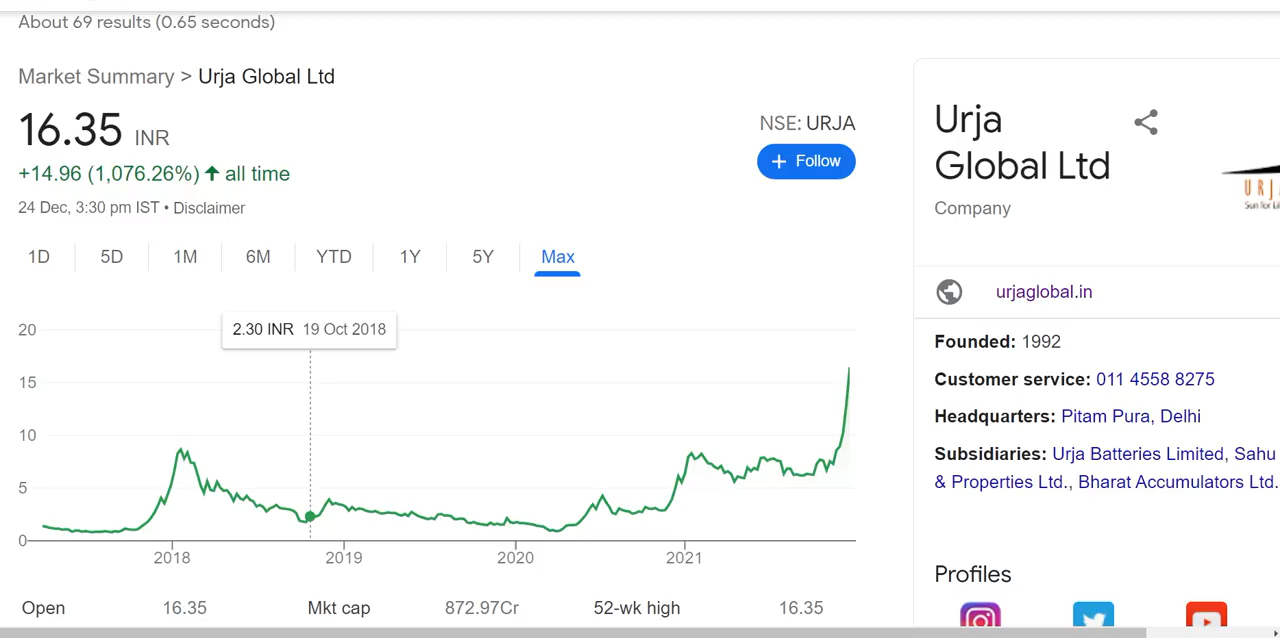 About 69 results (0.65 seconds)
Market Summary > Urja Global Ltd
16.35 INR
+14.96 (1,076.26%) ↑ all time
24 Dec, 3:30 pm IST • Disclaimer
NSE: URJA
+ Follow
1D 5D 1M 6M YTD 1Y 5Y Max
2.30 INR 19 Oct 2018
20
15
10
5
0
2018 2019 2020 2021
Open 16.35 Mkt cap 872.97Cr 52-wk high 16.35
Urja
Global Ltd
Company
URJ
Sun for Li
urjaglobal.in
Founded: 1992
Customer service: 011 4558 8275
Headquarters: Pitam Pura, Delhi
Subsidiaries: Urja Batteries Limited, Sahu
& Properties Ltd., Bharat Accumulators Ltd.
Profiles